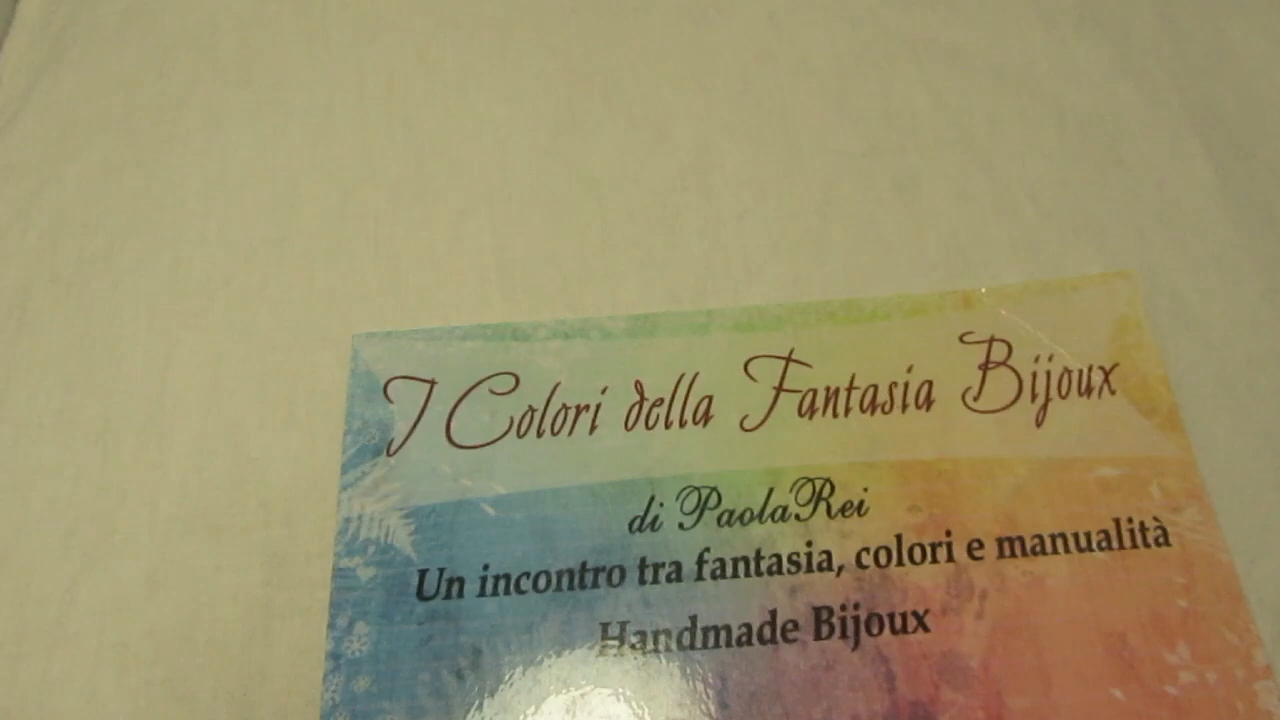 I Colori della Fantasia Bijoux
di PaolaRei
Un incontro tra fantasia, colori e manualità
Handmade Bijoux